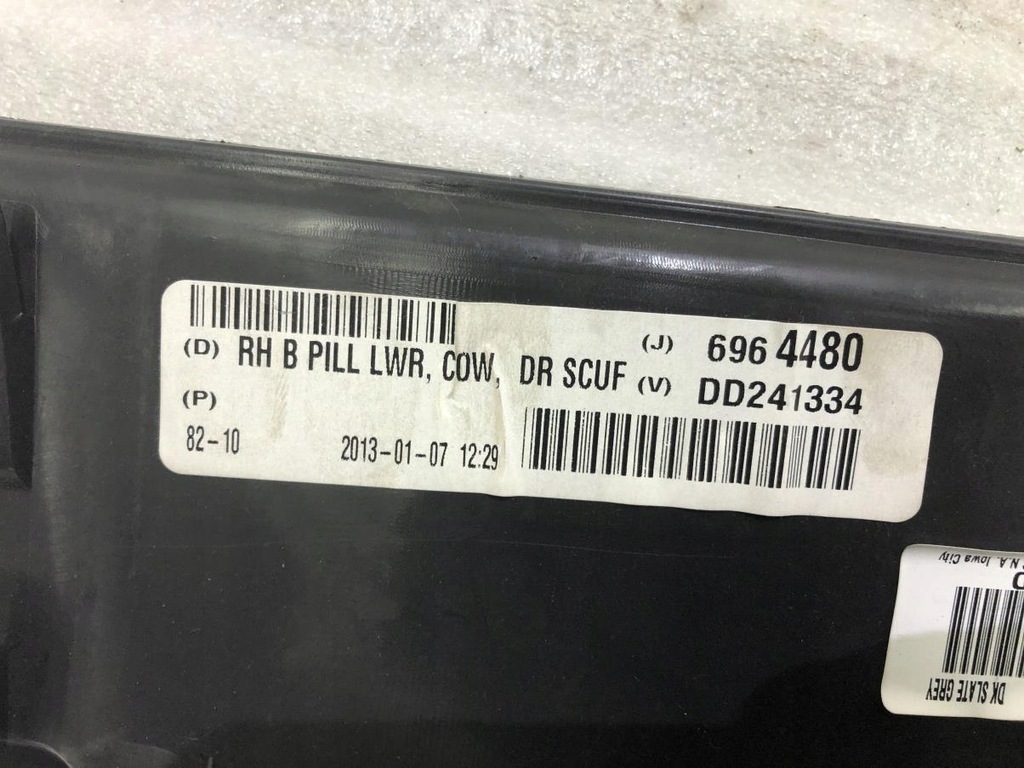 (D) RH B PILL LWR, COW, DR SCUF
(J) 696 4480
(V) DD241334
(P)
82-10 2013-01-07 12:29
N.A. Iowa City
DK SLATE GREY